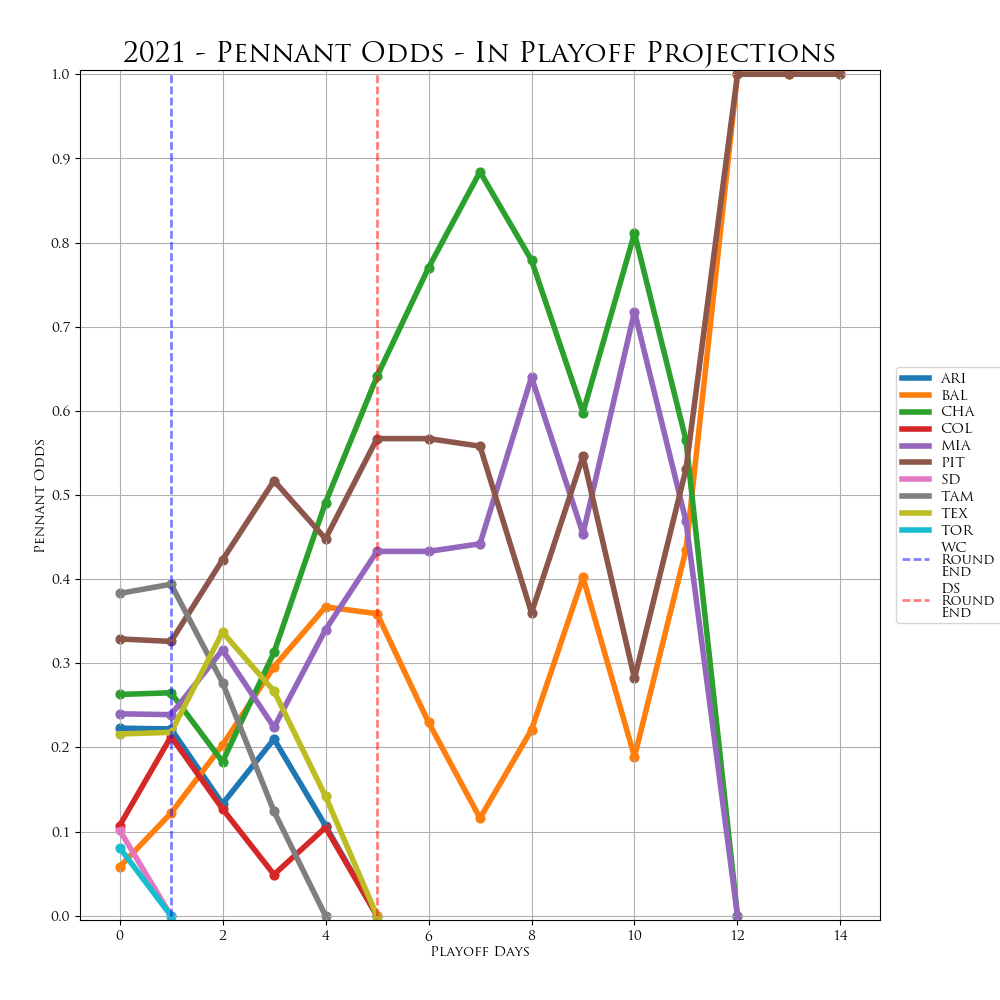 2021 - Pennant Odds - In Playoff Projections
1.0
0.9
0.8
0.7
0.6
0.5
0.4
0.3
0.2
0.1
0.0
Pennant Odds
0 2 4 6 8 10 12 14
Playoff Days
ARI
BAL
CHA
COL
MIA
PIT
SD
TAM
TEX
TOR
WC
Round
End
DS
Round
End